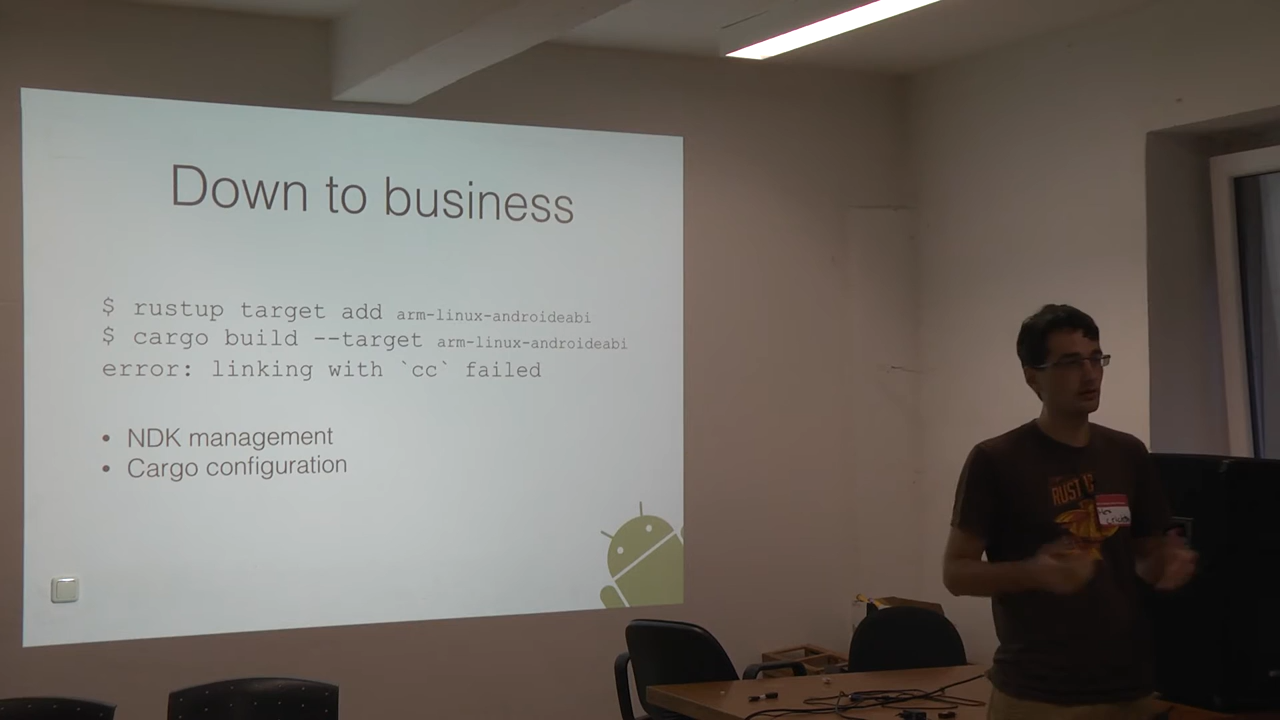 Down to business
$ rustup target add arm-linux-androideabi
$ cargo build --target arm-linux-androideabi
error: linking with `cc` failed
• NDK management
• Cargo configuration
RUST